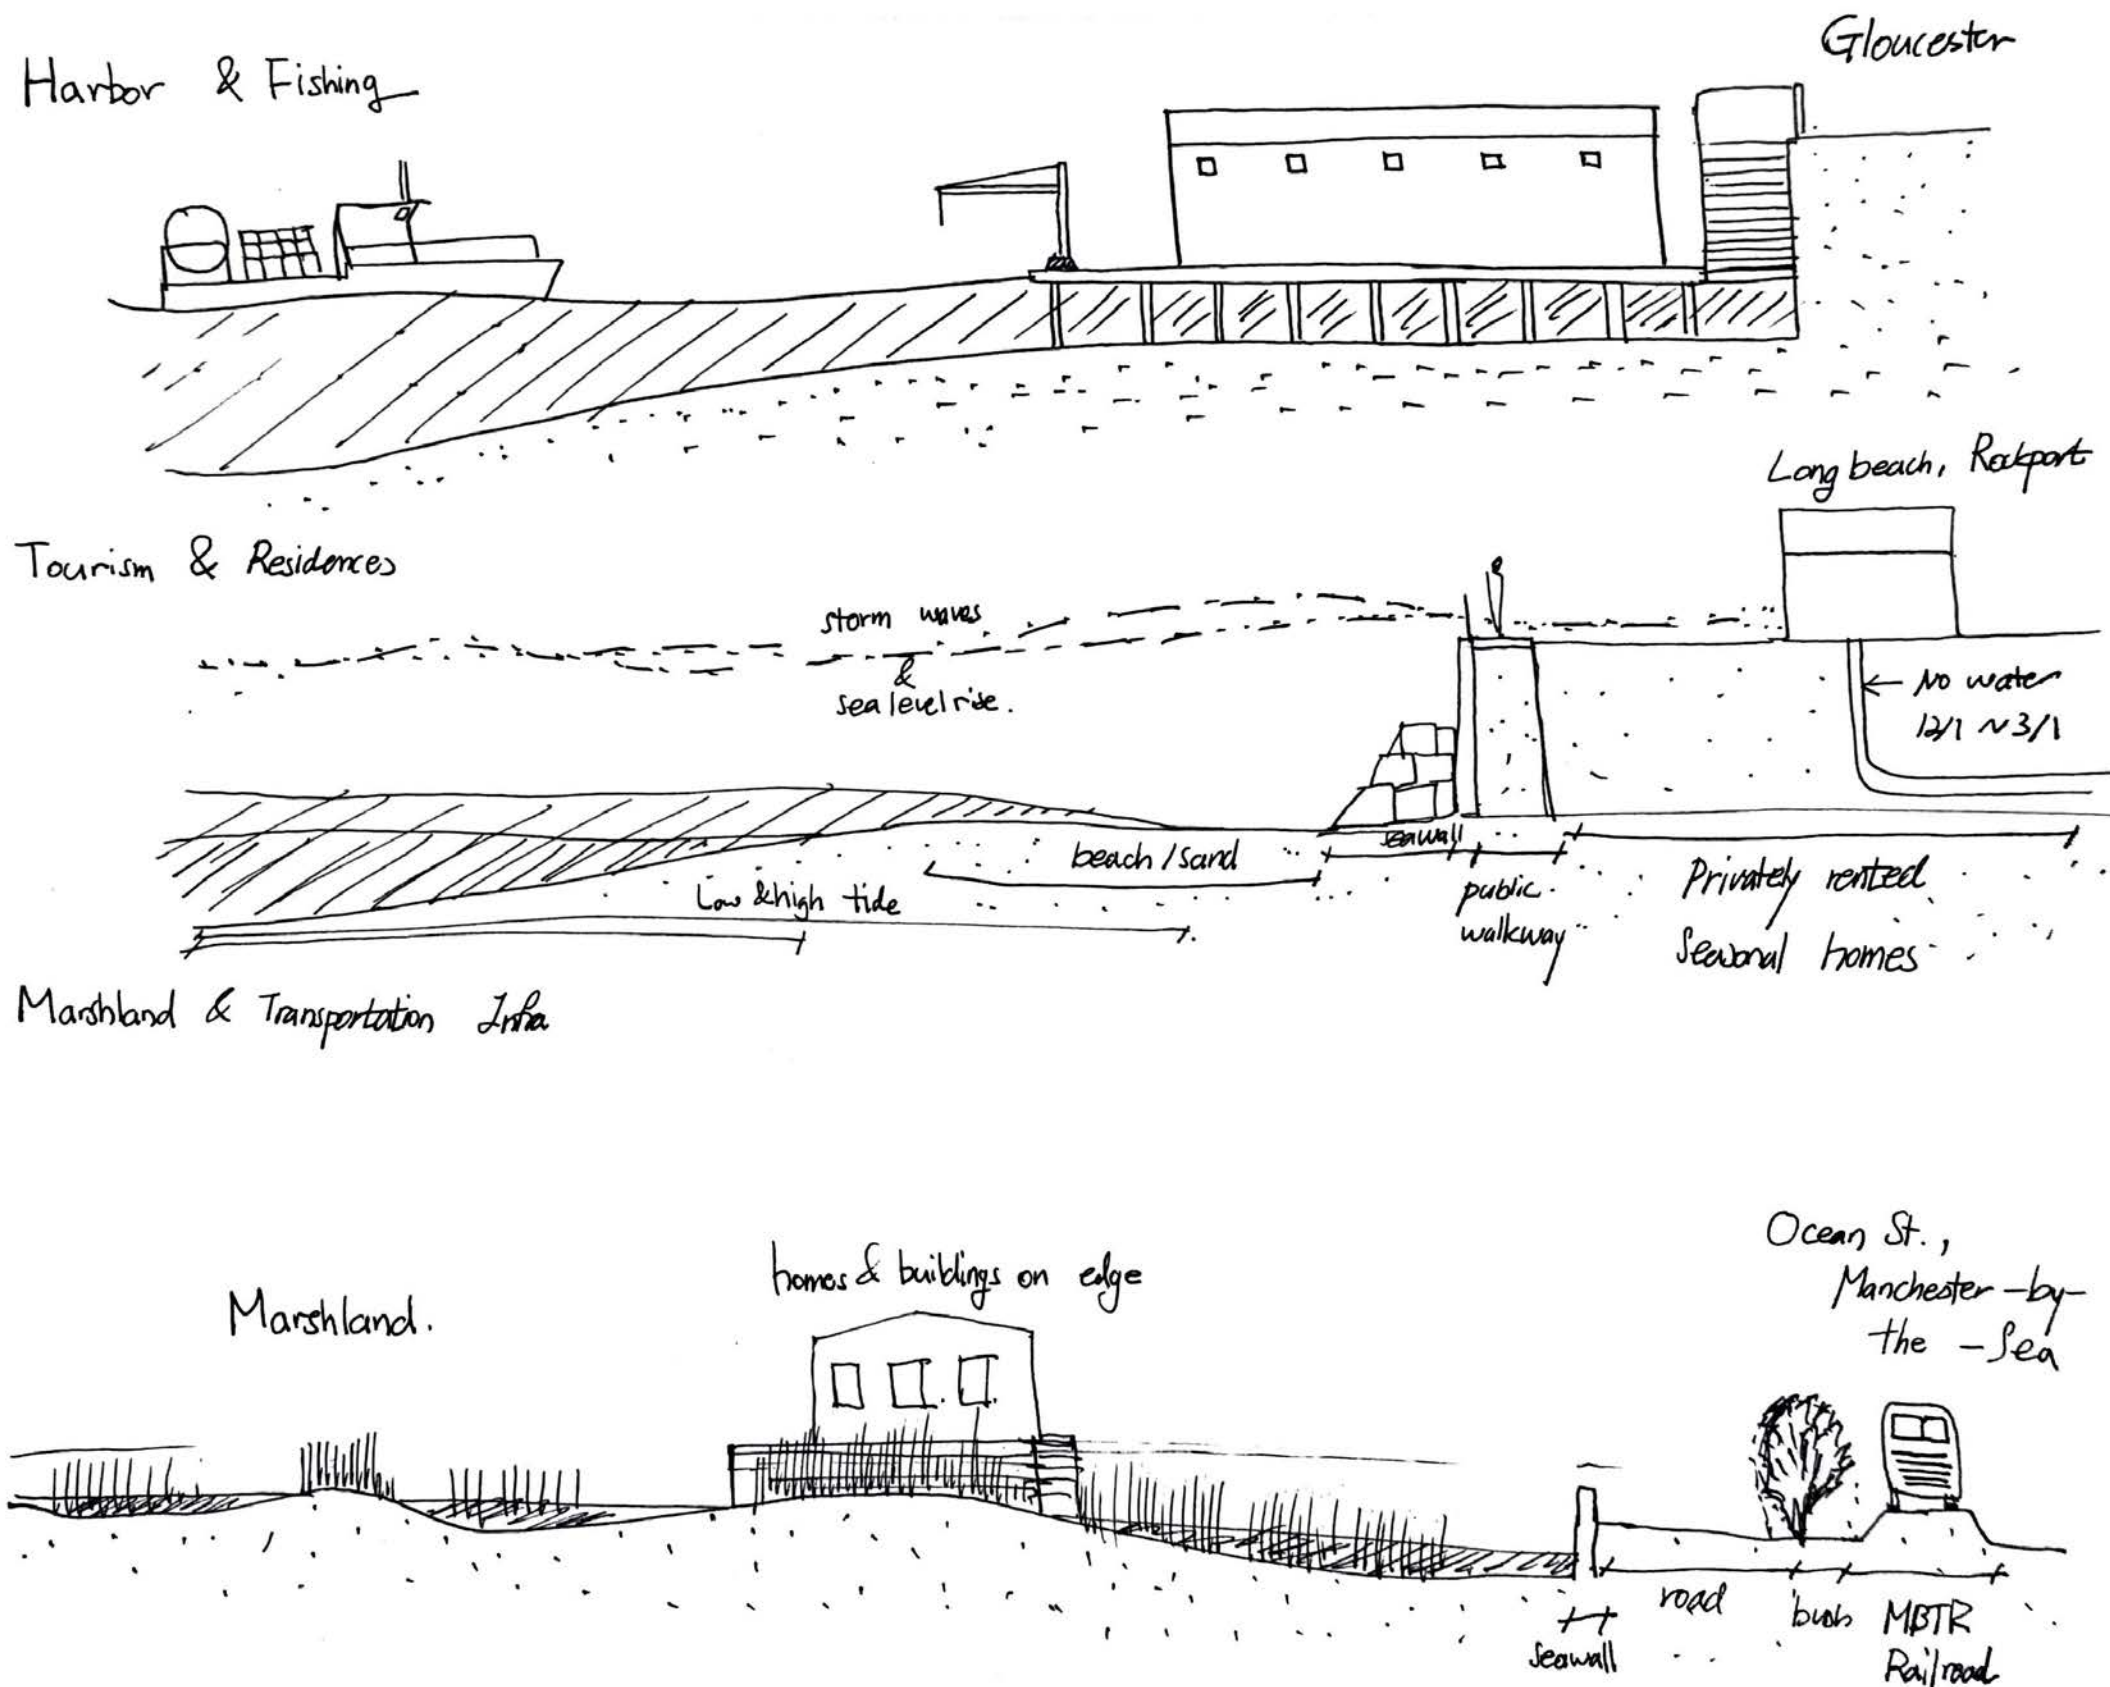 Harbor & Fishing
Gloucester
Long beach, Rockport
Tourism & Residences
storm waves
&
sea level rise.
No water
12/1 ~ 3/1
seawall
beach / sand
Low & high tide
public
walkway
Privately rented
Seasonal homes
Marshland & Transportation Infra
Ocean St.,
Manchester-by-
the-Sea
homes & buildings on edge
Marshland.
road
bush
MBTR
Railroad
seawall